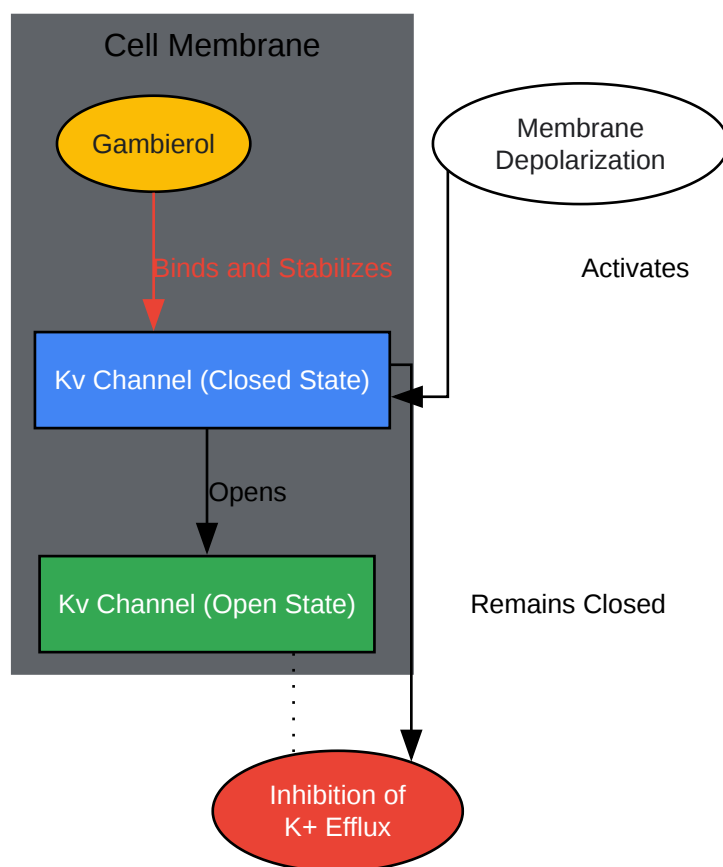 Cell Membrane
Gambierol
Membrane
Depolarization
Binds and Stabilizes
Activates
Kv Channel (Closed State)
Opens
Kv Channel (Open State)
Remains Closed
Inhibition of
K+ Efflux